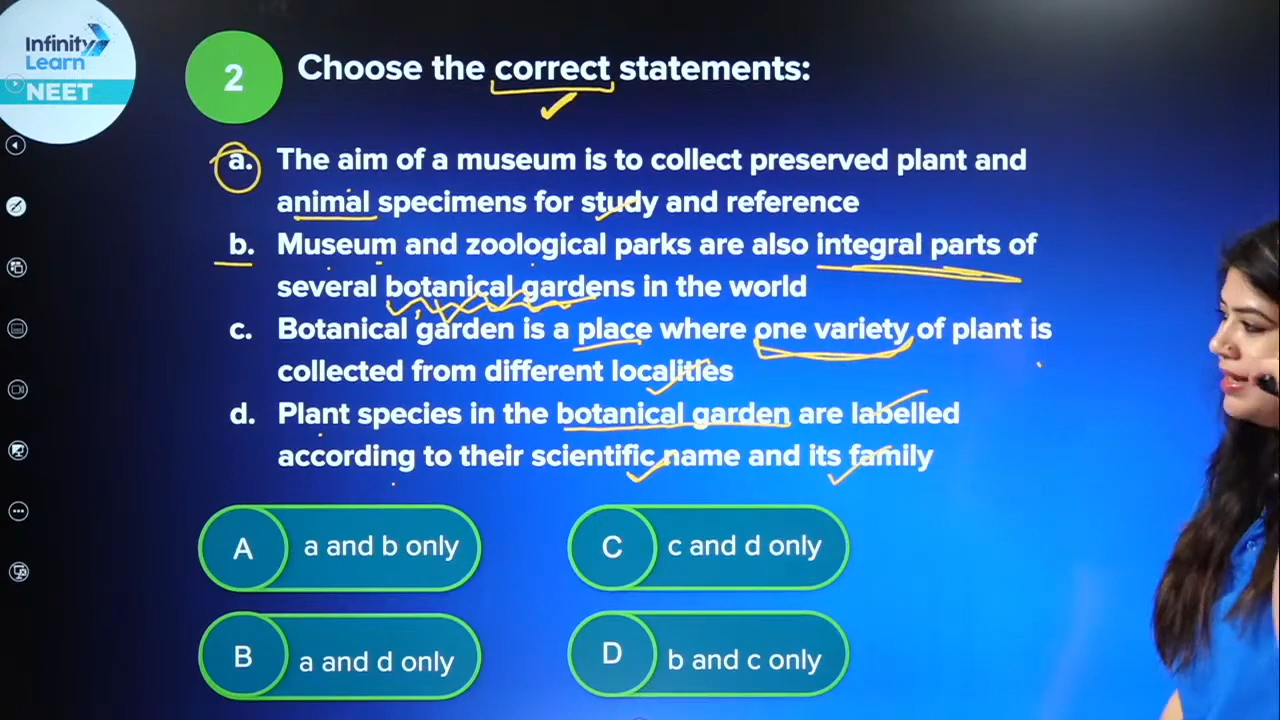 Infinity
Learn
NEET
2
Choose the correct statements:
a. The aim of a museum is to collect preserved plant and
animal specimens for study and reference
b. Museum and zoological parks are also integral parts of
several botanical gardens in the world
c. Botanical garden is a place where one variety of plant is
collected from different localities
d. Plant species in the botanical garden are labelled
according to their scientific name and its family
A a and b only
C c and d only
B a and d only
D b and c only